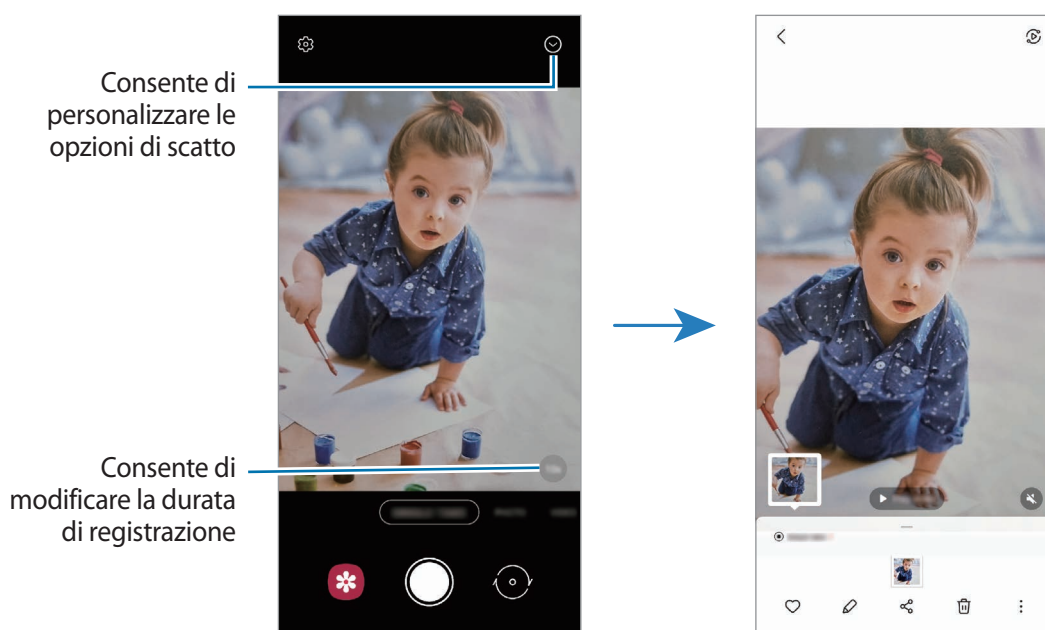 Consente di
personalizzare le
opzioni di scatto
Consente di
modificare la durata
di registrazione